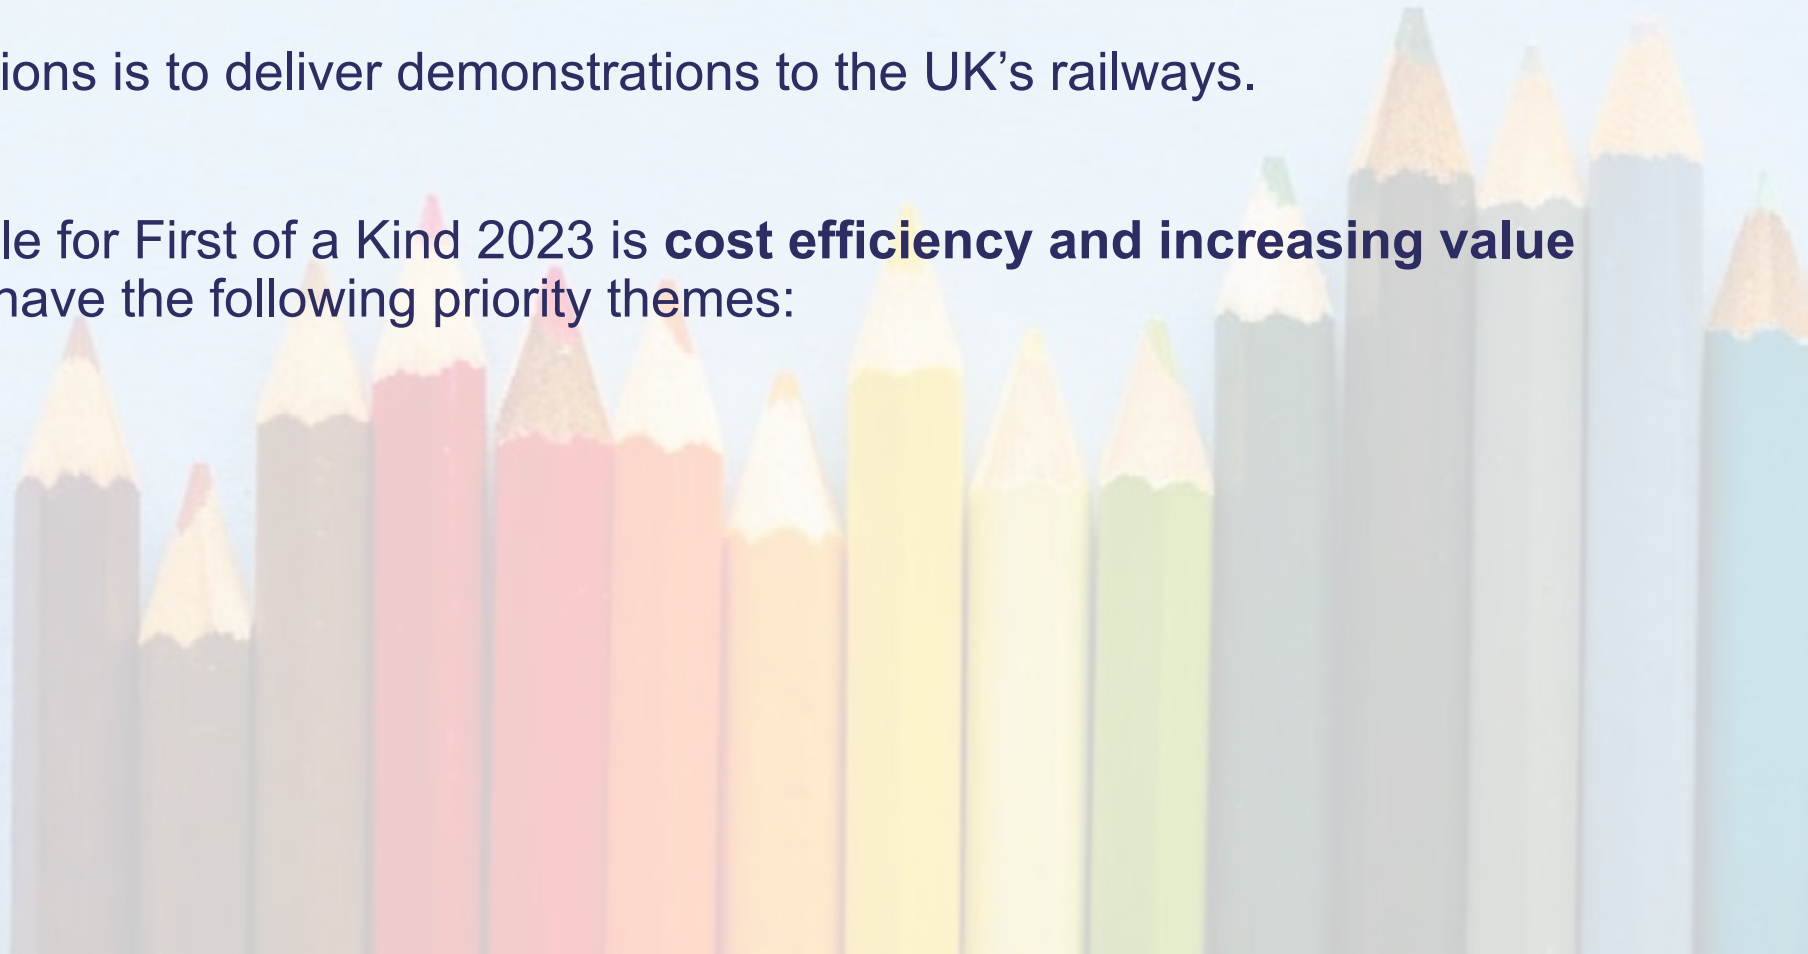 ions is to deliver demonstrations to the UK’s railways.
le for First of a Kind 2023 is cost efficiency and increasing value
have the following priority themes: